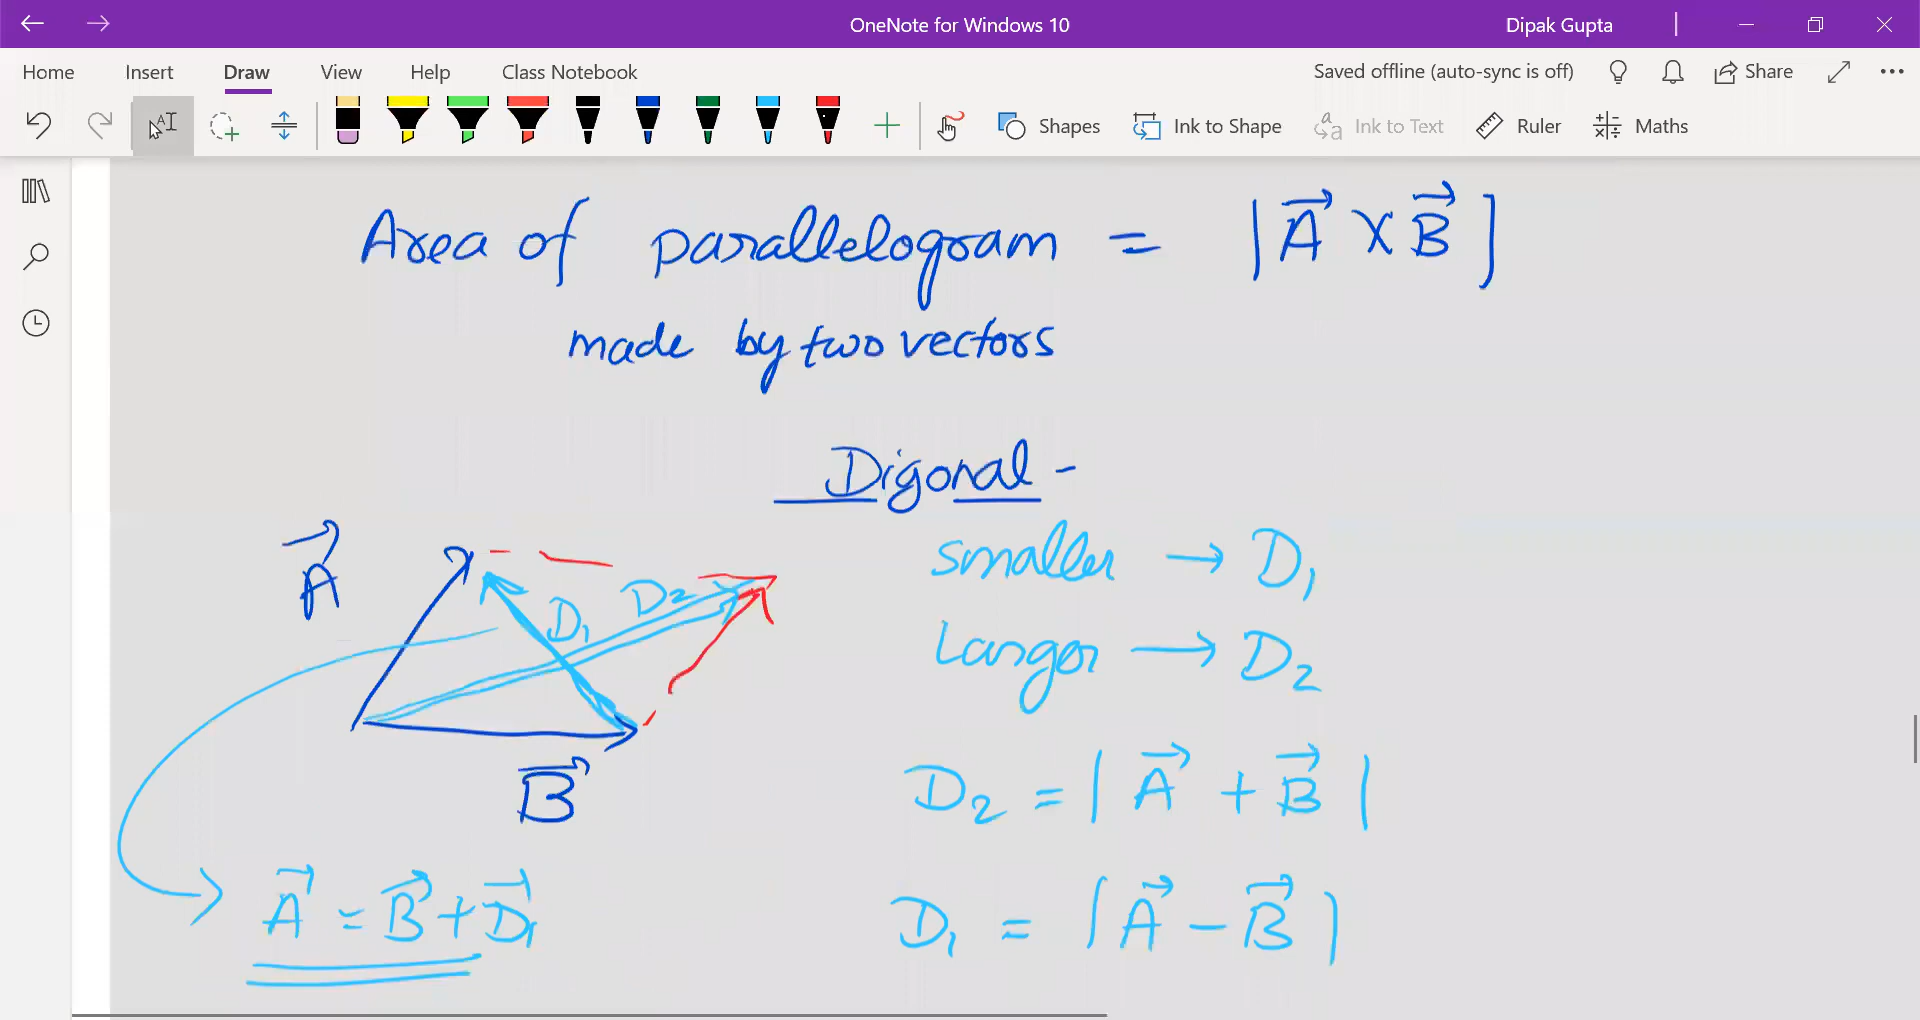 OneNote for Windows 10
Dipak Gupta
Home Insert Draw View Help Class Notebook
Saved offline (auto-sync is off) Share
Shapes Ink to Shape Ink to Text Ruler Maths
Area of parallelogram = |A⃗ × B⃗|
made by two vectors
Digonal -
A⃗
smaller → D₁
D₂
D₁
Larger → D₂
B⃗
D₂ = |A⃗ + B⃗|
A⃗ = B⃗ + D⃗₁
D₁ = |A⃗ - B⃗|